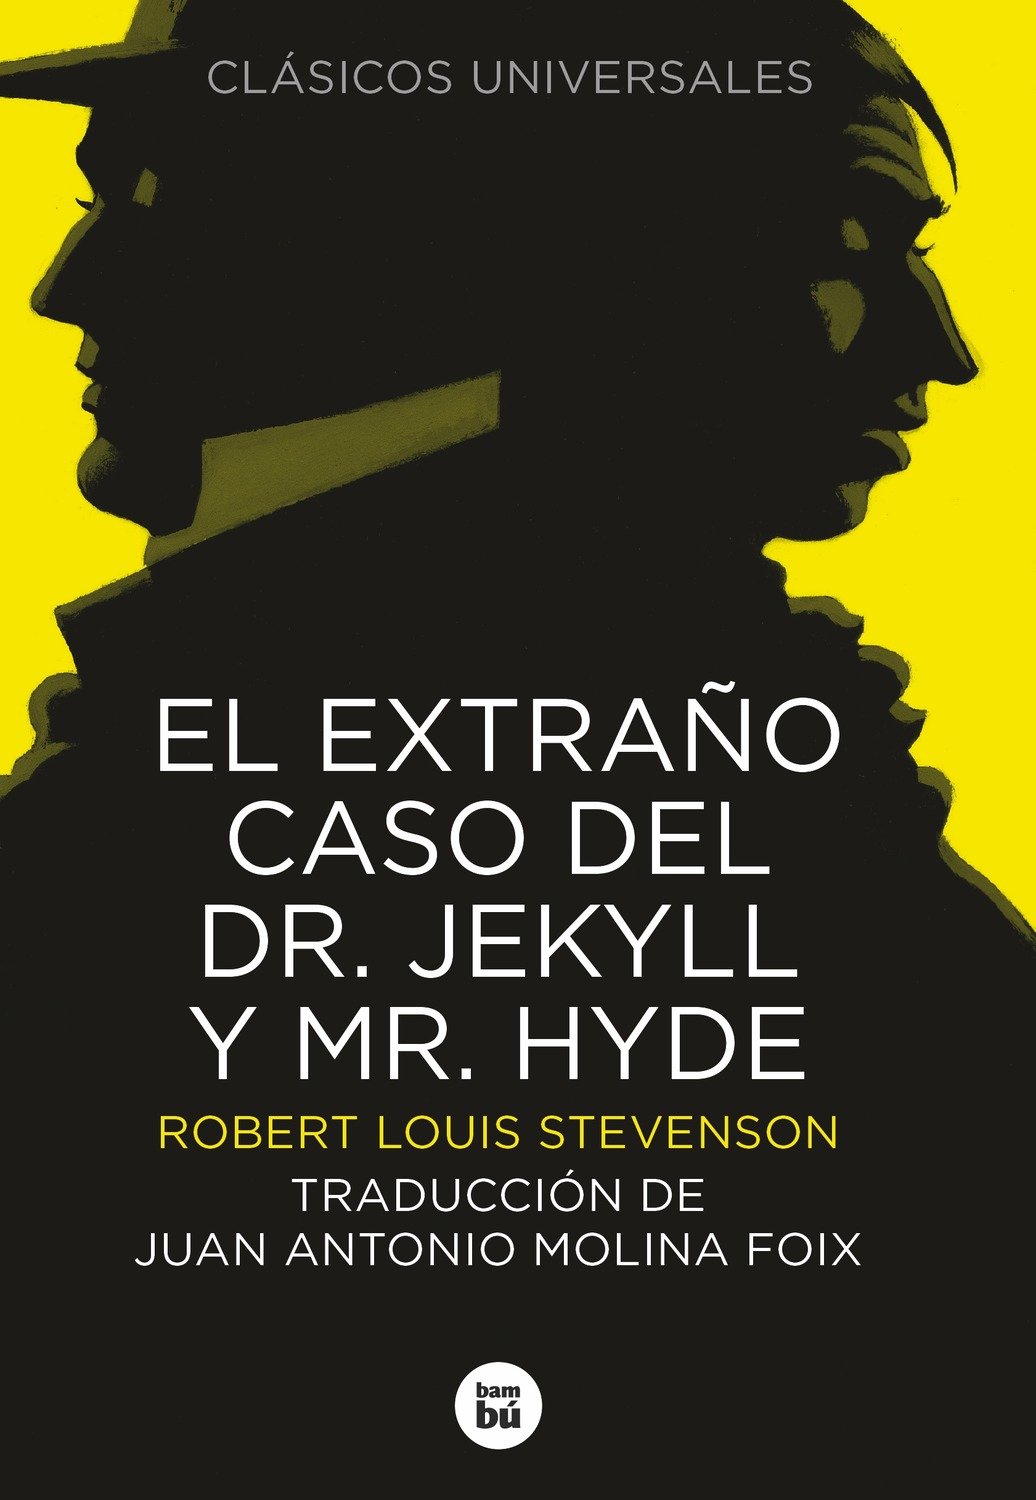 CLÁSICOS UNIVERSALES
EL EXTRAÑO
CASO DEL
DR. JEKYLL
Y MR. HYDE
ROBERT LOUIS STEVENSON
TRADUCCIÓN DE
JUAN ANTONIO MOLINA FOIX
bam
bú